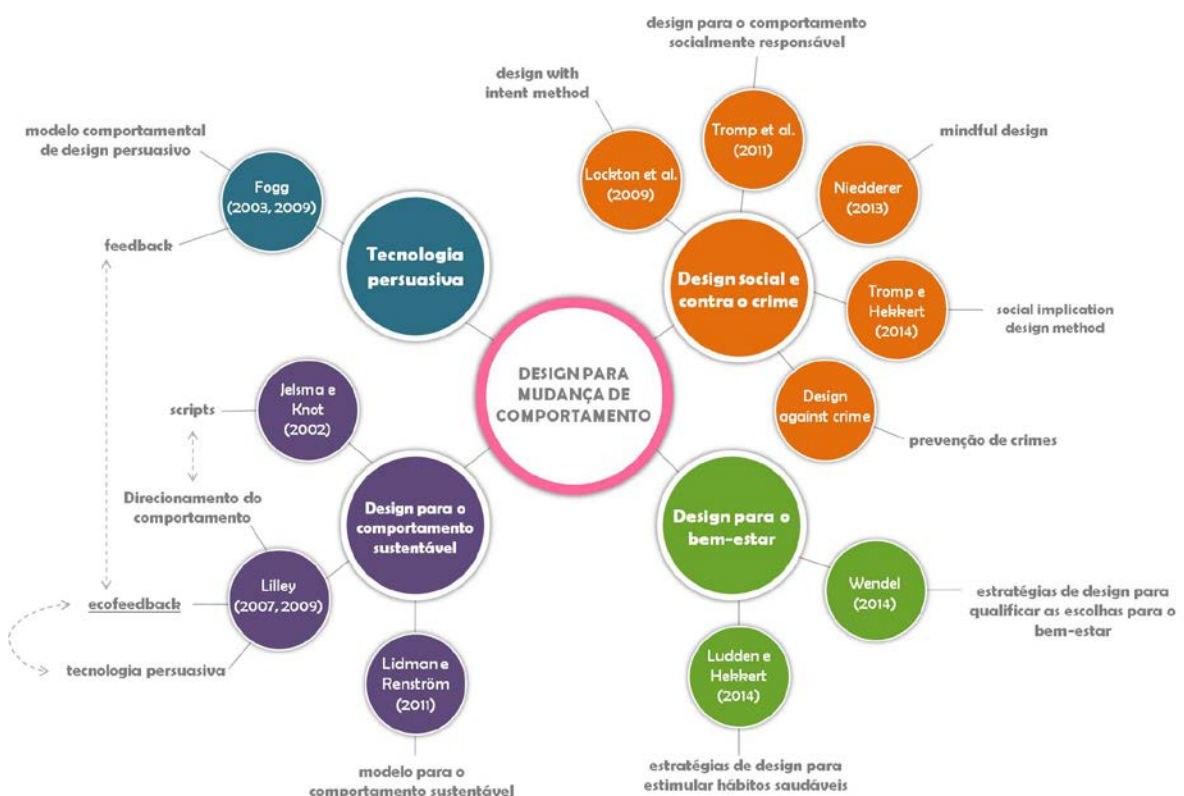 design para o comportamento
socialmente responsável
design with
intent method
modelo comportamental
de design persuasivo
Tromp et al.
(2011)
mindful design
Lockton et al.
(2009)
Fogg
(2003, 2009)
Niedderer
(2013)
feedback
Tecnologia
persuasiva
Design social e
contra o crime
Tromp e
Hekkert
(2014)
social implication
design method
DESIGN PARA
MUDANÇA DE
COMPORTAMENTO
Jelsma e
Knot
(2002)
scripts
Design
against crime
prevenção de crimes
Direcionamento do
comportamento
Design para o
comportamento
sustentável
Design para o
bem-estar
Lilley
(2007, 2009)
ecofeedback
Wendel
(2014)
estratégias de design para
qualificar as escolhas para o
bem-estar
tecnologia persuasiva
Lidman e
Renström
(2011)
Ludden e
Hekkert
(2014)
modelo para o
comportamento sustentável
estratégias de design para
estimular hábitos saudáveis